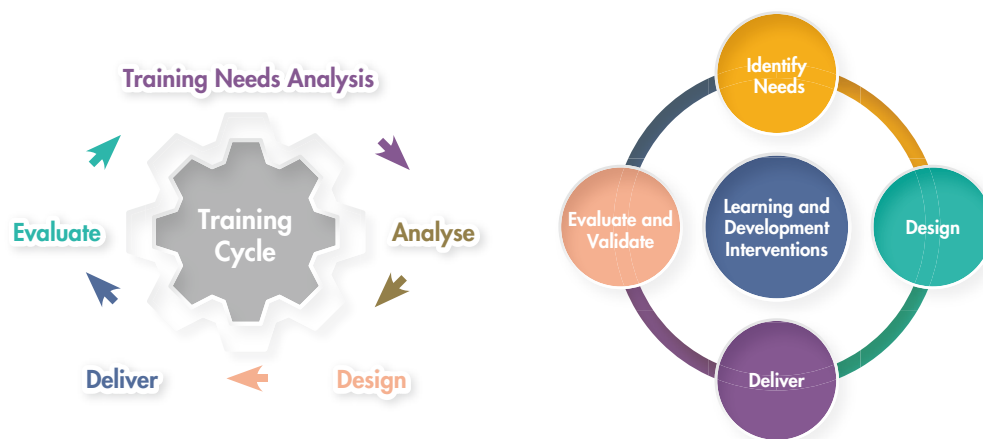 Training Needs Analysis
Training
Cycle
Analyse
Design
Deliver
Evaluate
Identify
Needs
Learning and
Development
Interventions
Design
Deliver
Evaluate and
Validate